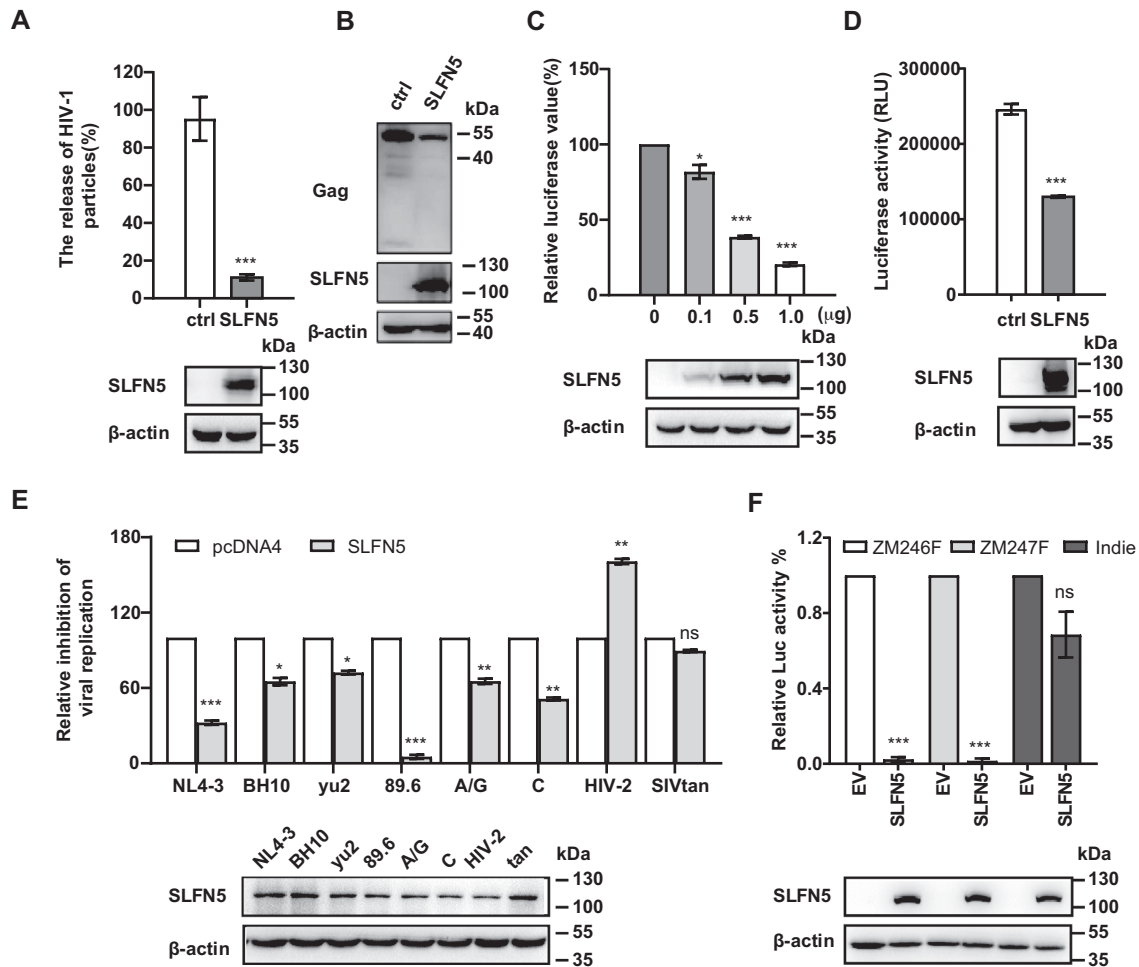 A
The release of HIV-1
particles(%)
120
100
80
60
40
20
0
***
ctrl SLFN5
kDa
SLFN5
130
100
β-actin
55
35
B
ctrl
SLFN5
kDa
Gag
55
40
SLFN5
130
100
β-actin
55
40
C
Relative luciferase value(%)
150
100
50
0
*
***
***
0 0.1 0.5 1.0 (μg)
kDa
SLFN5
130
100
β-actin
55
35
D
Luciferase activity (RLU)
300000
200000
100000
0
***
ctrl SLFN5
kDa
SLFN5
130
100
β-actin
55
35
E
Relative inhibition of
viral replication
180
120
60
0
pcDNA4 SLFN5
***
*
*
***
**
**
**
ns
NL4-3 BH10 yu2 89.6 A/G C HIV-2 SIVtan
NL4-3 BH10 yu2 89.6 A/G C HIV-2 tan
kDa
SLFN5
130
100
β-actin
55
35
F
Relative Luc activity %
1.2
0.8
0.4
0.0
ZM246F ZM247F Indie
***
***
ns
EV SLFN5 EV SLFN5 EV SLFN5
kDa
SLFN5
130
100
β-actin
55
35